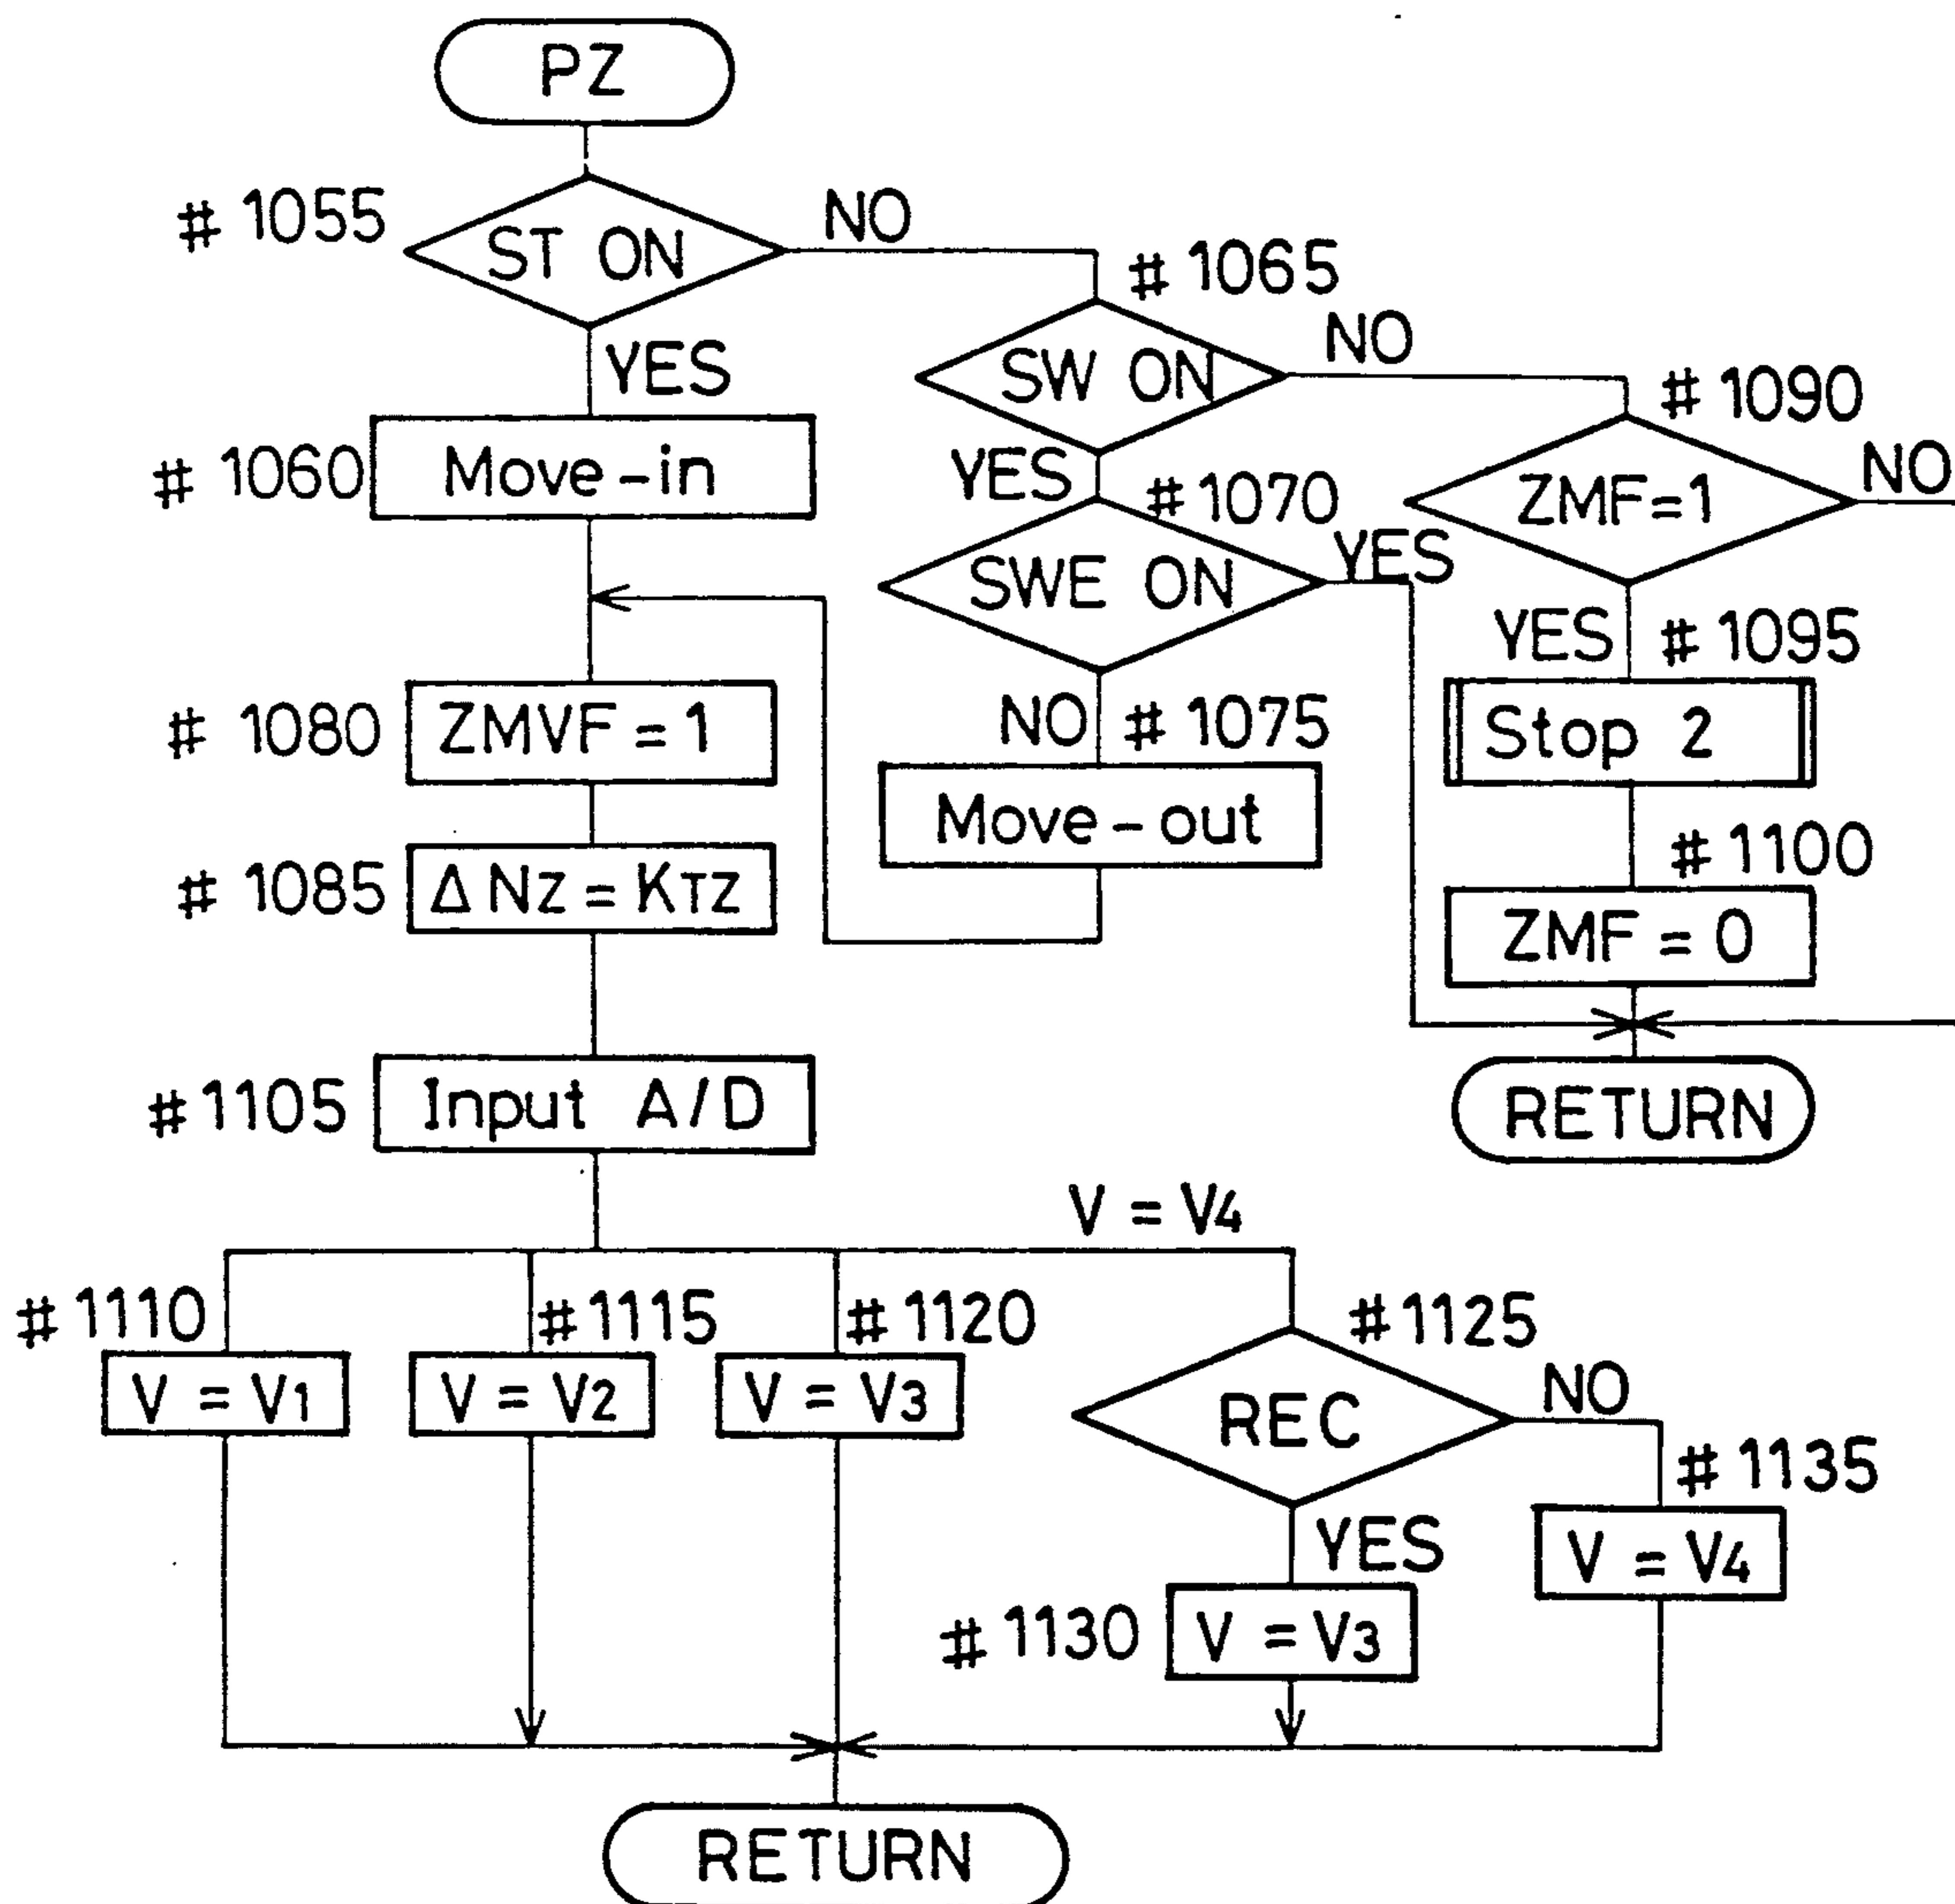 PZ
#1055
ST ON
NO
YES
#1065
SW ON
NO
YES
#1060
Move-in
#1090
ZMF=1
NO
YES
#1070
SWE ON
YES
NO
#1075
Move-out
#1095
Stop 2
#1100
ZMF = 0
RETURN
#1080
ZMVF = 1
#1085
ΔNZ = KTZ
#1105
Input A/D
V = V4
#1110
V = V1
#1115
V = V2
#1120
V = V3
#1125
REC
NO
YES
#1135
V = V4
#1130
V = V3
RETURN